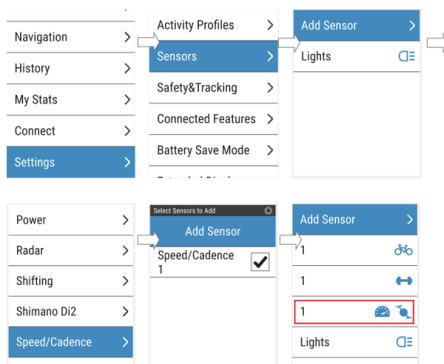 Navigation
History
My Stats
Connect
Settings
Activity Profiles
Sensors
Safety&Tracking
Connected Features
Battery Save Mode
Add Sensor
Lights
Power
Radar
Shifting
Shimano Di2
Speed/Cadence
Select Sensors to Add
Add Sensor
Speed/Cadence
1
Add Sensor
1
1
1
Lights